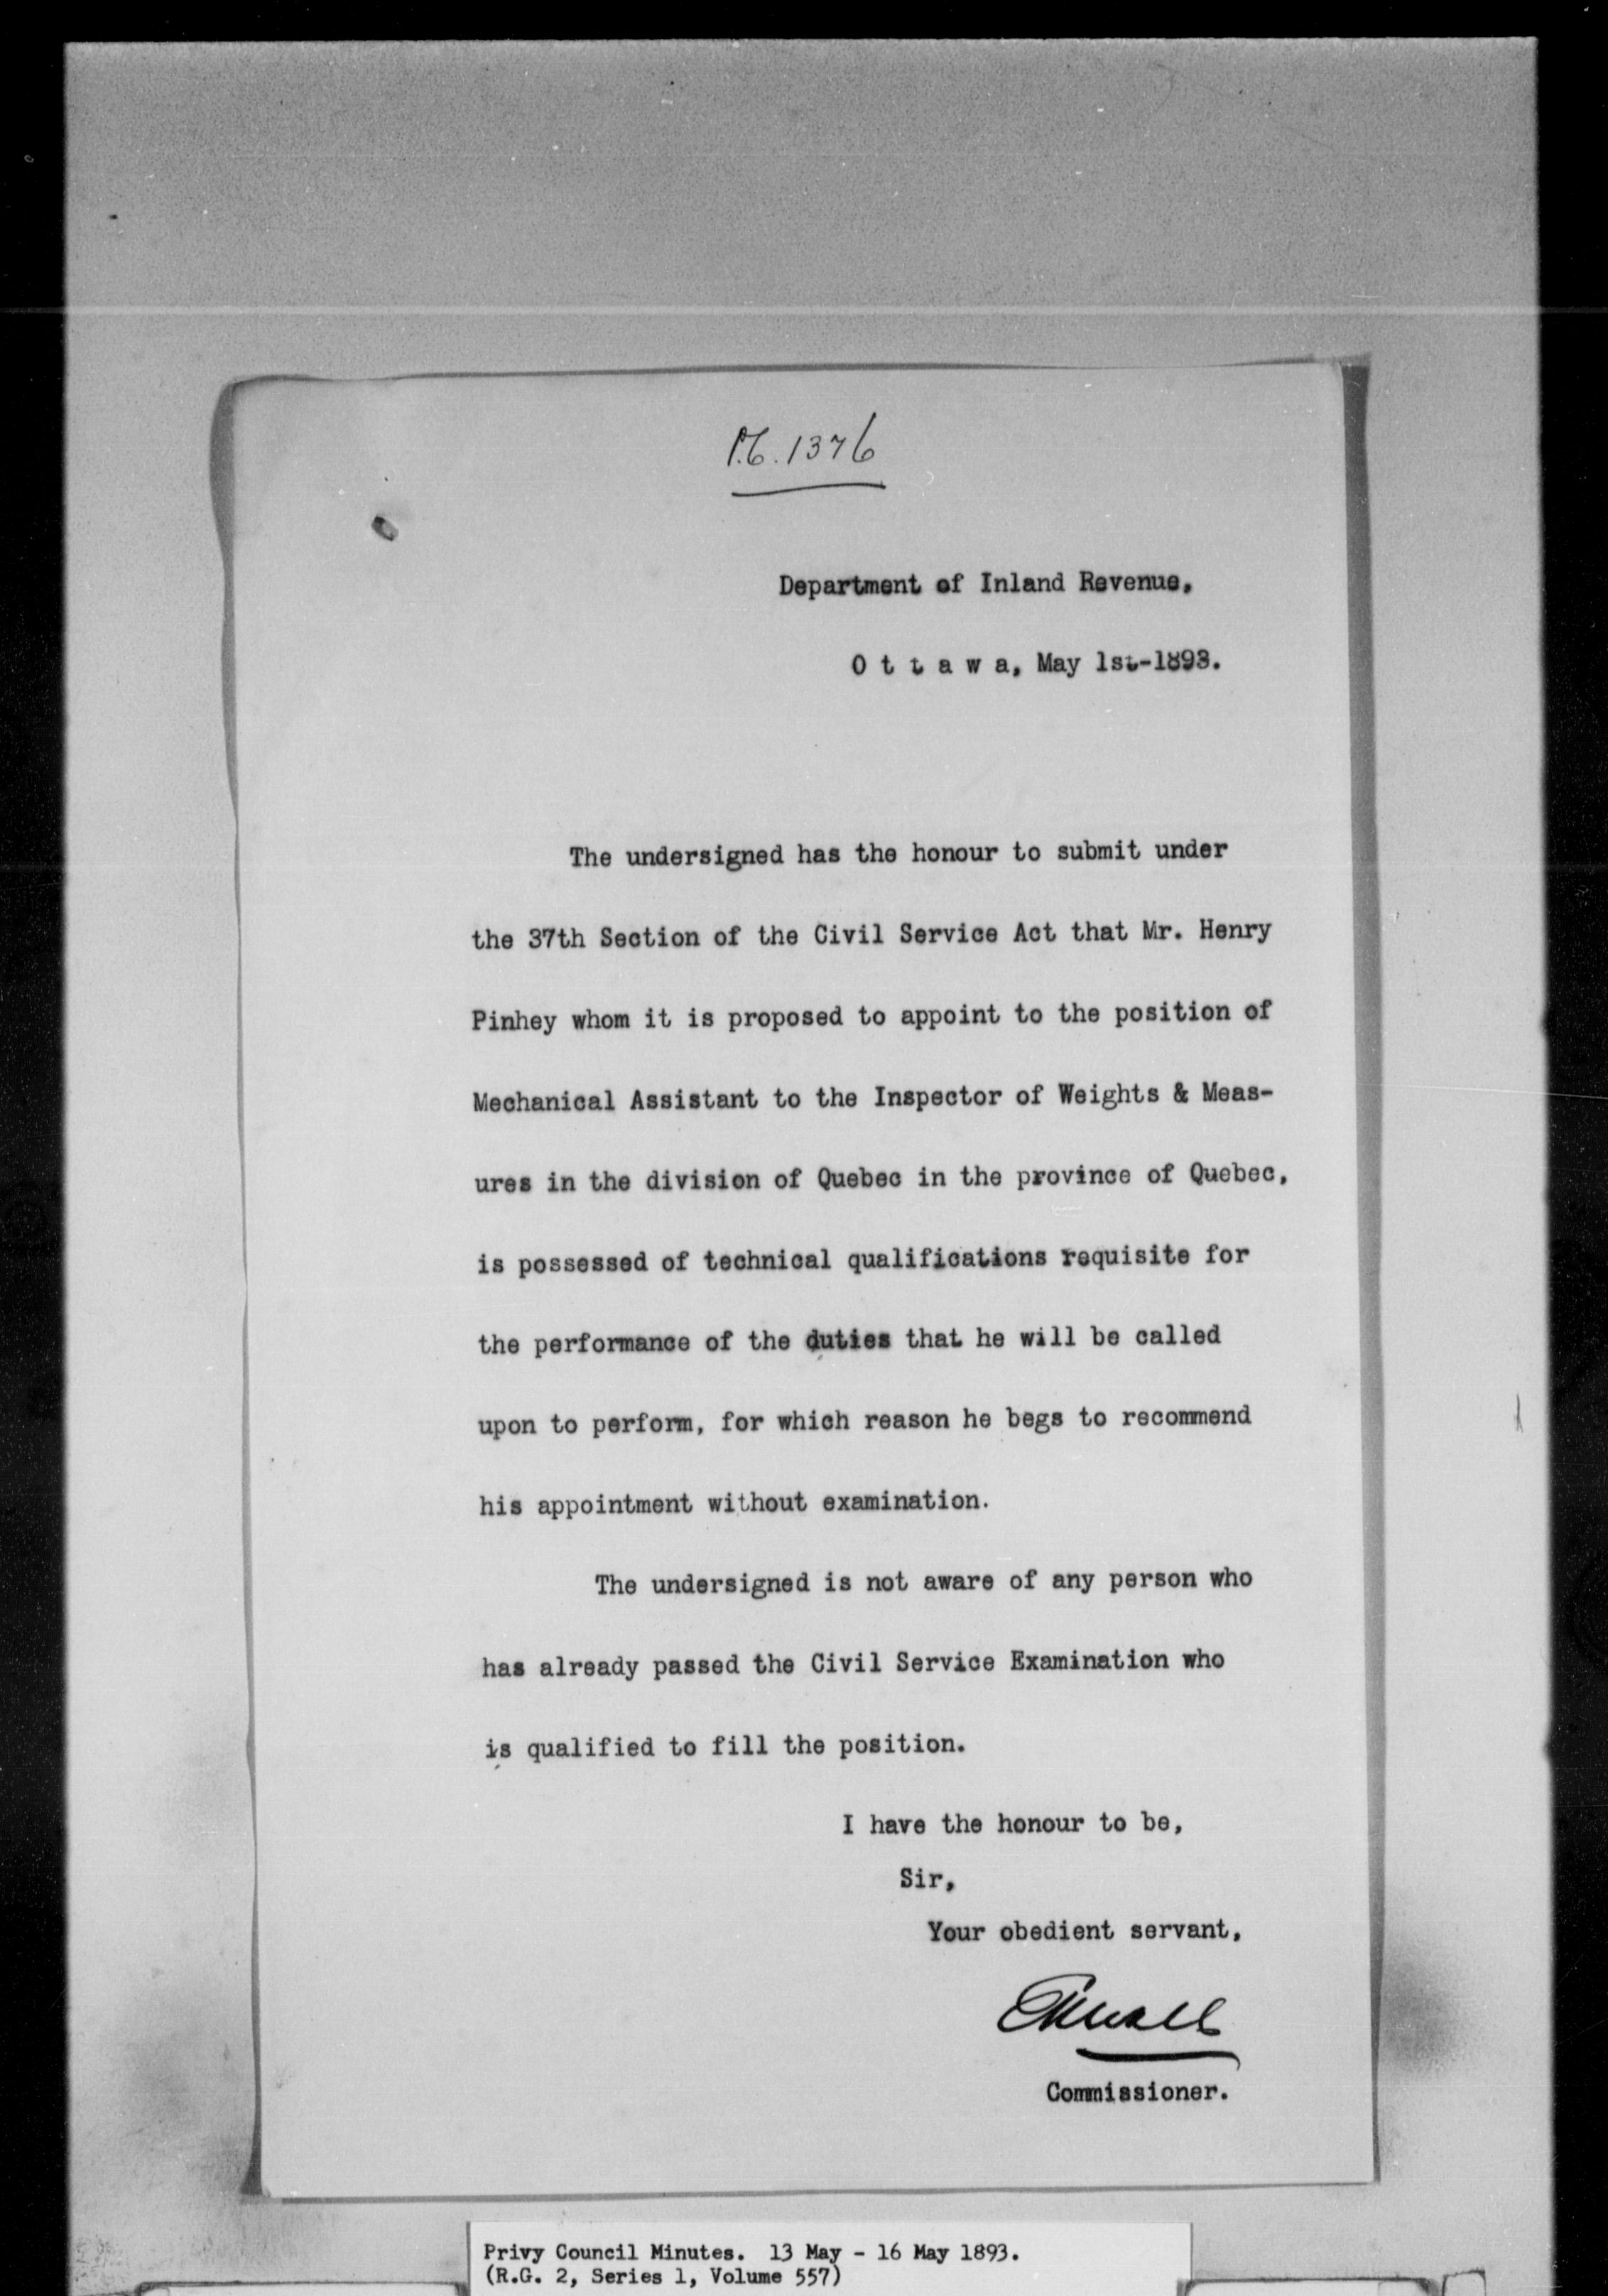 P.C. 1376
Department of Inland Revenue,
Ottawa, May 1st-1893.
The undersigned has the honour to submit under
the 37th Section of the Civil Service Act that Mr. Henry
Pinhey whom it is proposed to appoint to the position of
Mechanical Assistant to the Inspector of Weights & Meas-
ures in the division of Quebec in the province of Quebec,
is possessed of technical qualifications requisite for
the performance of the duties that he will be called
upon to perform, for which reason he begs to recommend
his appointment without examination.
The undersigned is not aware of any person who
has already passed the Civil Service Examination who
is qualified to fill the position.
I have the honour to be,
Sir,
Your obedient servant,
Commissioner.
Privy Council Minutes. 13 May - 16 May 1893.
(R.G. 2, Series 1, Volume 557)